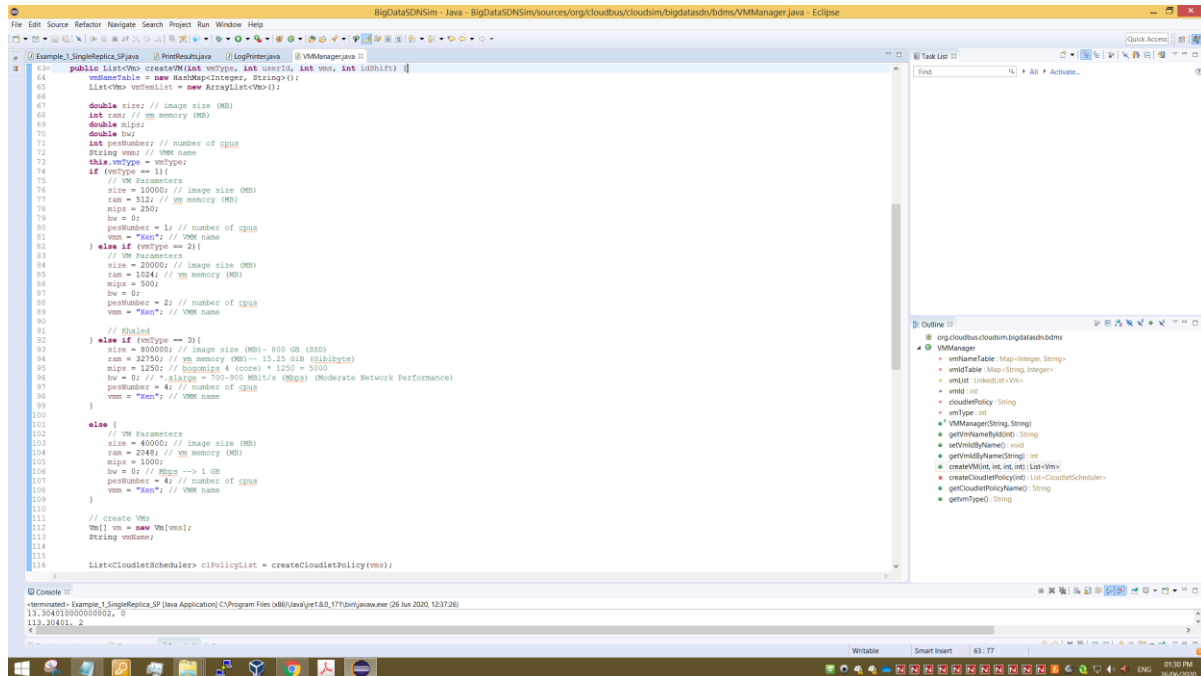 BigDataSDNSim - Java - BigDataSDNSim/sources/org/cloudbus/cloudsim/bigdatasdn/bdms/VMManager.java - Eclipse
File Edit Source Refactor Navigate Search Project Run Window Help
Quick Access
Example_1_SingleReplica_SP.java PrintResults.java LogPrinter.java VMManager.java
63 public List<Vm> createVM(int vmType, int userId, int vms, int idShift) {
64 vmNameTable = new HashMap<Integer, String>();
65 List<Vm> vmTemList = new ArrayList<Vm>();
66
67 double size; // image size (MB)
68 int ram; // vm memory (MB)
69 double mips;
70 double bw;
71 int pesNumber; // number of cpus
72 String vmm; // VMM name
73 this.vmType = vmType;
74 if (vmType == 1){
75 // VM Parameters
76 size = 10000; // image size (MB)
77 ram = 512; // vm memory (MB)
78 mips = 250;
79 bw = 0;
80 pesNumber = 1; // number of cpus
81 vmm = "Xen"; // VMM name
82 } else if (vmType == 2){
83 // VM Parameters
84 size = 20000; // image size (MB)
85 ram = 1024; // vm memory (MB)
86 mips = 500;
87 bw = 0;
88 pesNumber = 2; // number of cpus
89 vmm = "Xen"; // VMM name
90
91 // Khaled
92 } else if (vmType == 3){
93 size = 800000; // image size (MB)- 800 GB (SSD)
94 ram = 32750; // vm memory (MB)-- 15.25 GiB (Gibibyte)
95 mips = 1250; // bogomips 4 (core) * 1250 = 5000
96 bw = 0; // *.xlarge = 700-900 MBit/s (Mbps) (Moderate Network Performance)
97 pesNumber = 4; // number of cpus
98 vmm = "Xen"; // VMM name
99 }
100
101 else {
102 // VM Parameters
103 size = 40000; // image size (MB)
104 ram = 2048; // vm memory (MB)
105 mips = 1000;
106 bw = 0; // Mbps --> 1 GB
107 pesNumber = 4; // number of cpus
108 vmm = "Xen"; // VMM name
109 }
110
111 // create VMs
112 Vm[] vm = new Vm[vms];
113 String vmName;
114
115
116 List<CloudletScheduler> clPolicyList = createCloudletPolicy(vms);
Task List
Find All Activate...
Outline
org.cloudbus.cloudsim.bigdatasdn.bdms
VMManager
vmNameTable : Map<Integer, String>
vmIdTable : Map<String, Integer>
vmList : LinkedList<Vm>
vmId : int
cloudletPolicy : String
vmType : int
VMManager(String, String)
getVmNameById(int) : String
setVmIdByName() : void
getVmIdByName(String) : int
createVM(int, int, int, int) : List<Vm>
createCloudletPolicy(int) : List<CloudletScheduler>
getCloudletPolicyName() : String
getvmType() : String
Console
<terminated> Example_1_SingleReplica_SP [Java Application] C:\Program Files (x86)\Java\jre1.8.0_171\bin\javaw.exe (26 Jun 2020, 12:37:26)
13.304010000000002, 0
113.30401, 2
Writable Smart Insert 63 : 77
ENG 01:30 PM
26/06/2020